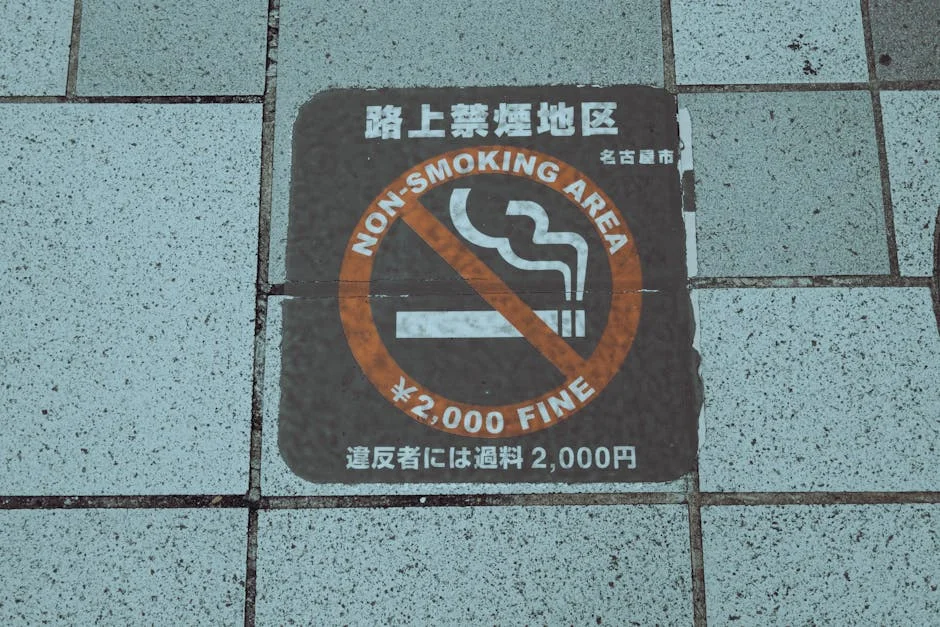 路上禁煙地区
名古屋市
NON-SMOKING AREA
¥2,000 FINE
違反者には過料 2,000円